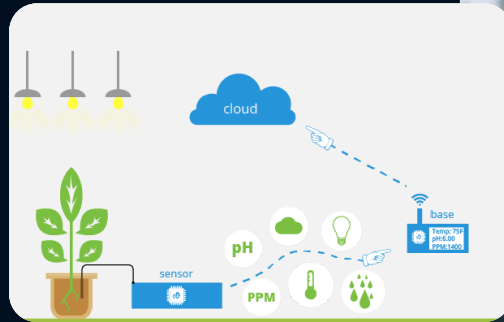 cloud
base
Temp: 75F
pH:6.00
PPM:1400
sensor
pH
PPM